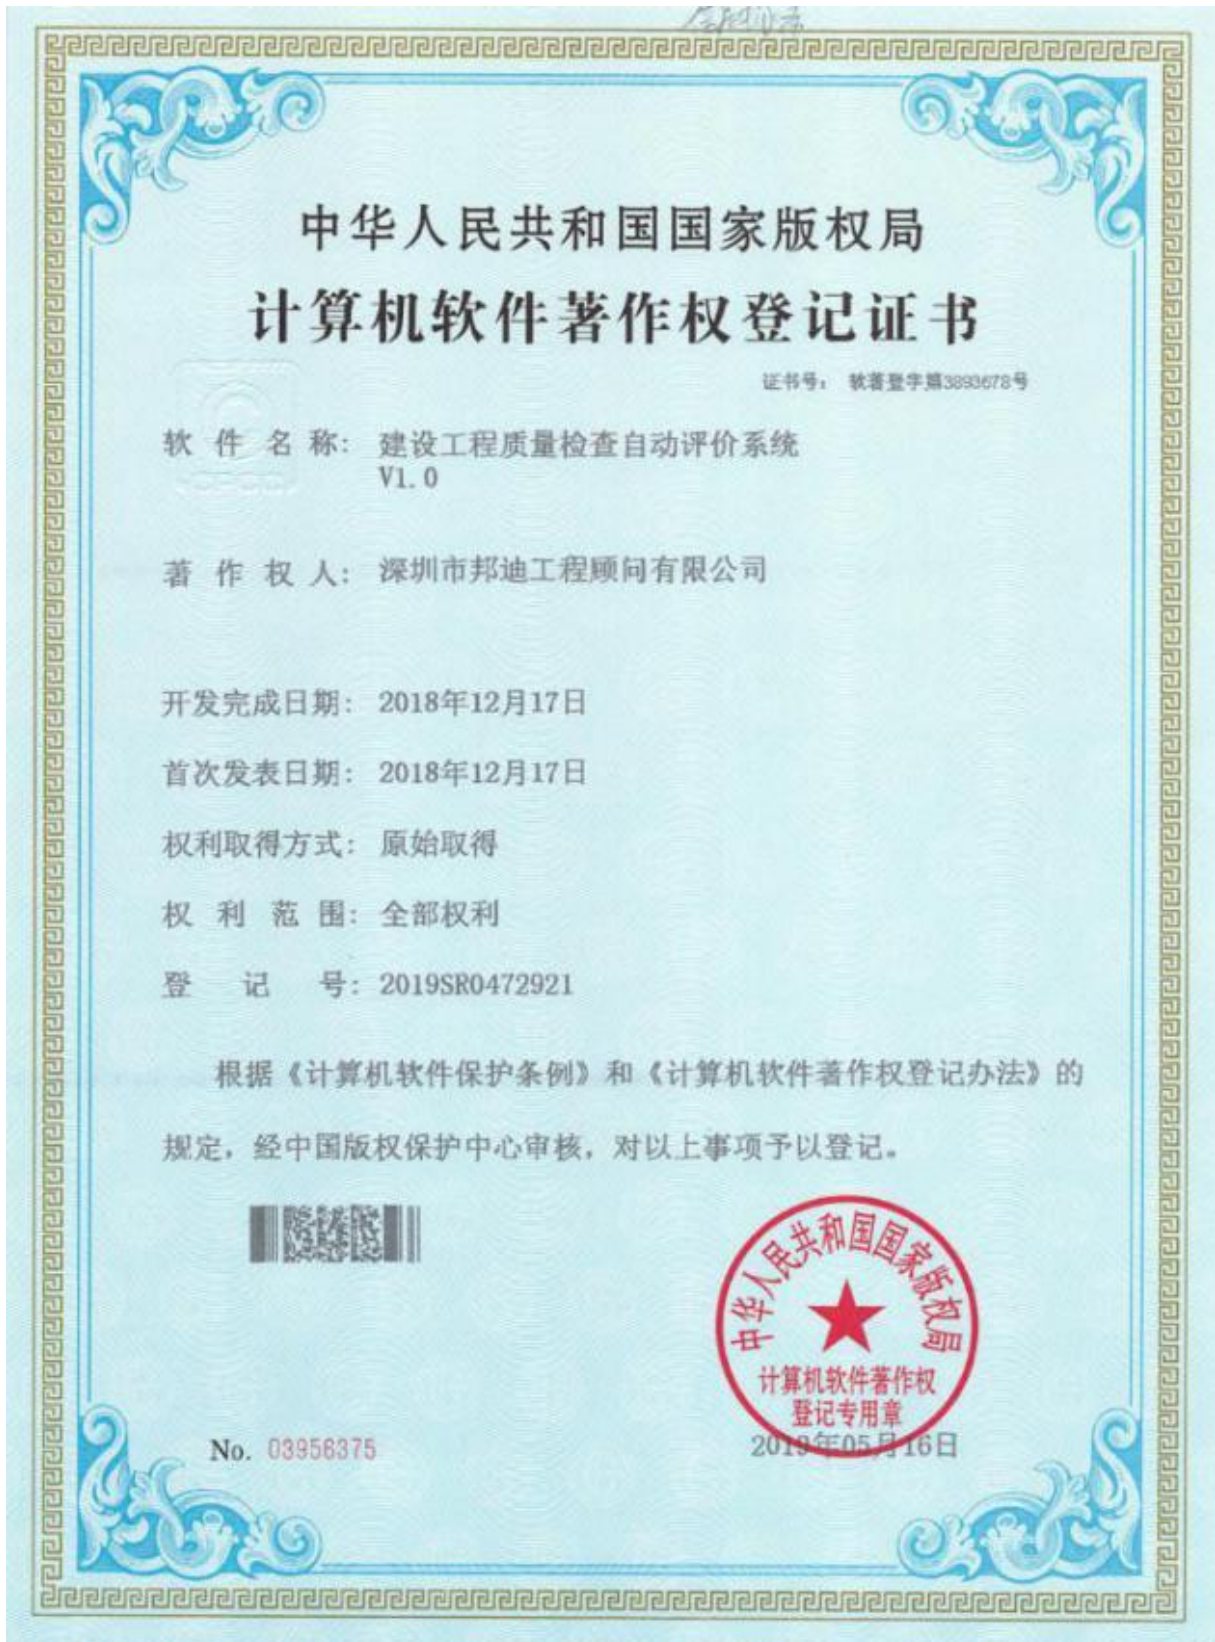 中华人民共和国国家版权局
计算机软件著作权登记证书
证书号： 软著登字第3893678号
软件名称： 建设工程质量检查自动评价系统
V1.0
著作权人： 深圳市邦迪工程顾问有限公司
开发完成日期： 2018年12月17日
首次发表日期： 2018年12月17日
权利取得方式： 原始取得
权利范围： 全部权利
登记号： 2019SR0472921
根据《计算机软件保护条例》和《计算机软件著作权登记办法》的
规定，经中国版权保护中心审核，对以上事项予以登记。
中华人民共和国国家版权局
计算机软件著作权
登记专用章
No. 03956375
2019年05月16日